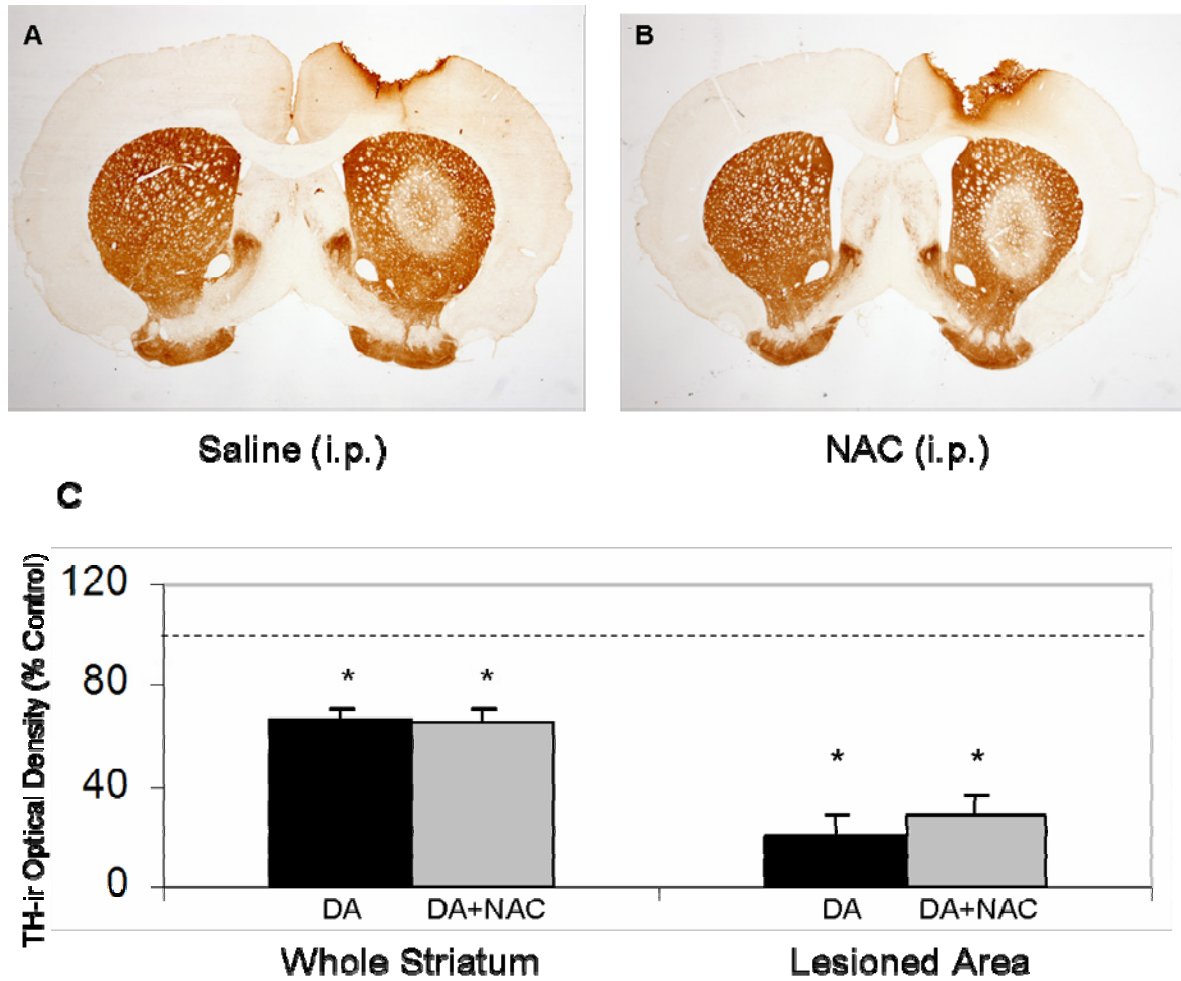 A
B
Saline (i.p.)
NAC (i.p.)
C
TH-ir Optical Density (% Control)
120
80
40
0
*
*
*
*
DA
DA+NAC
DA
DA+NAC
Whole Striatum
Lesioned Area